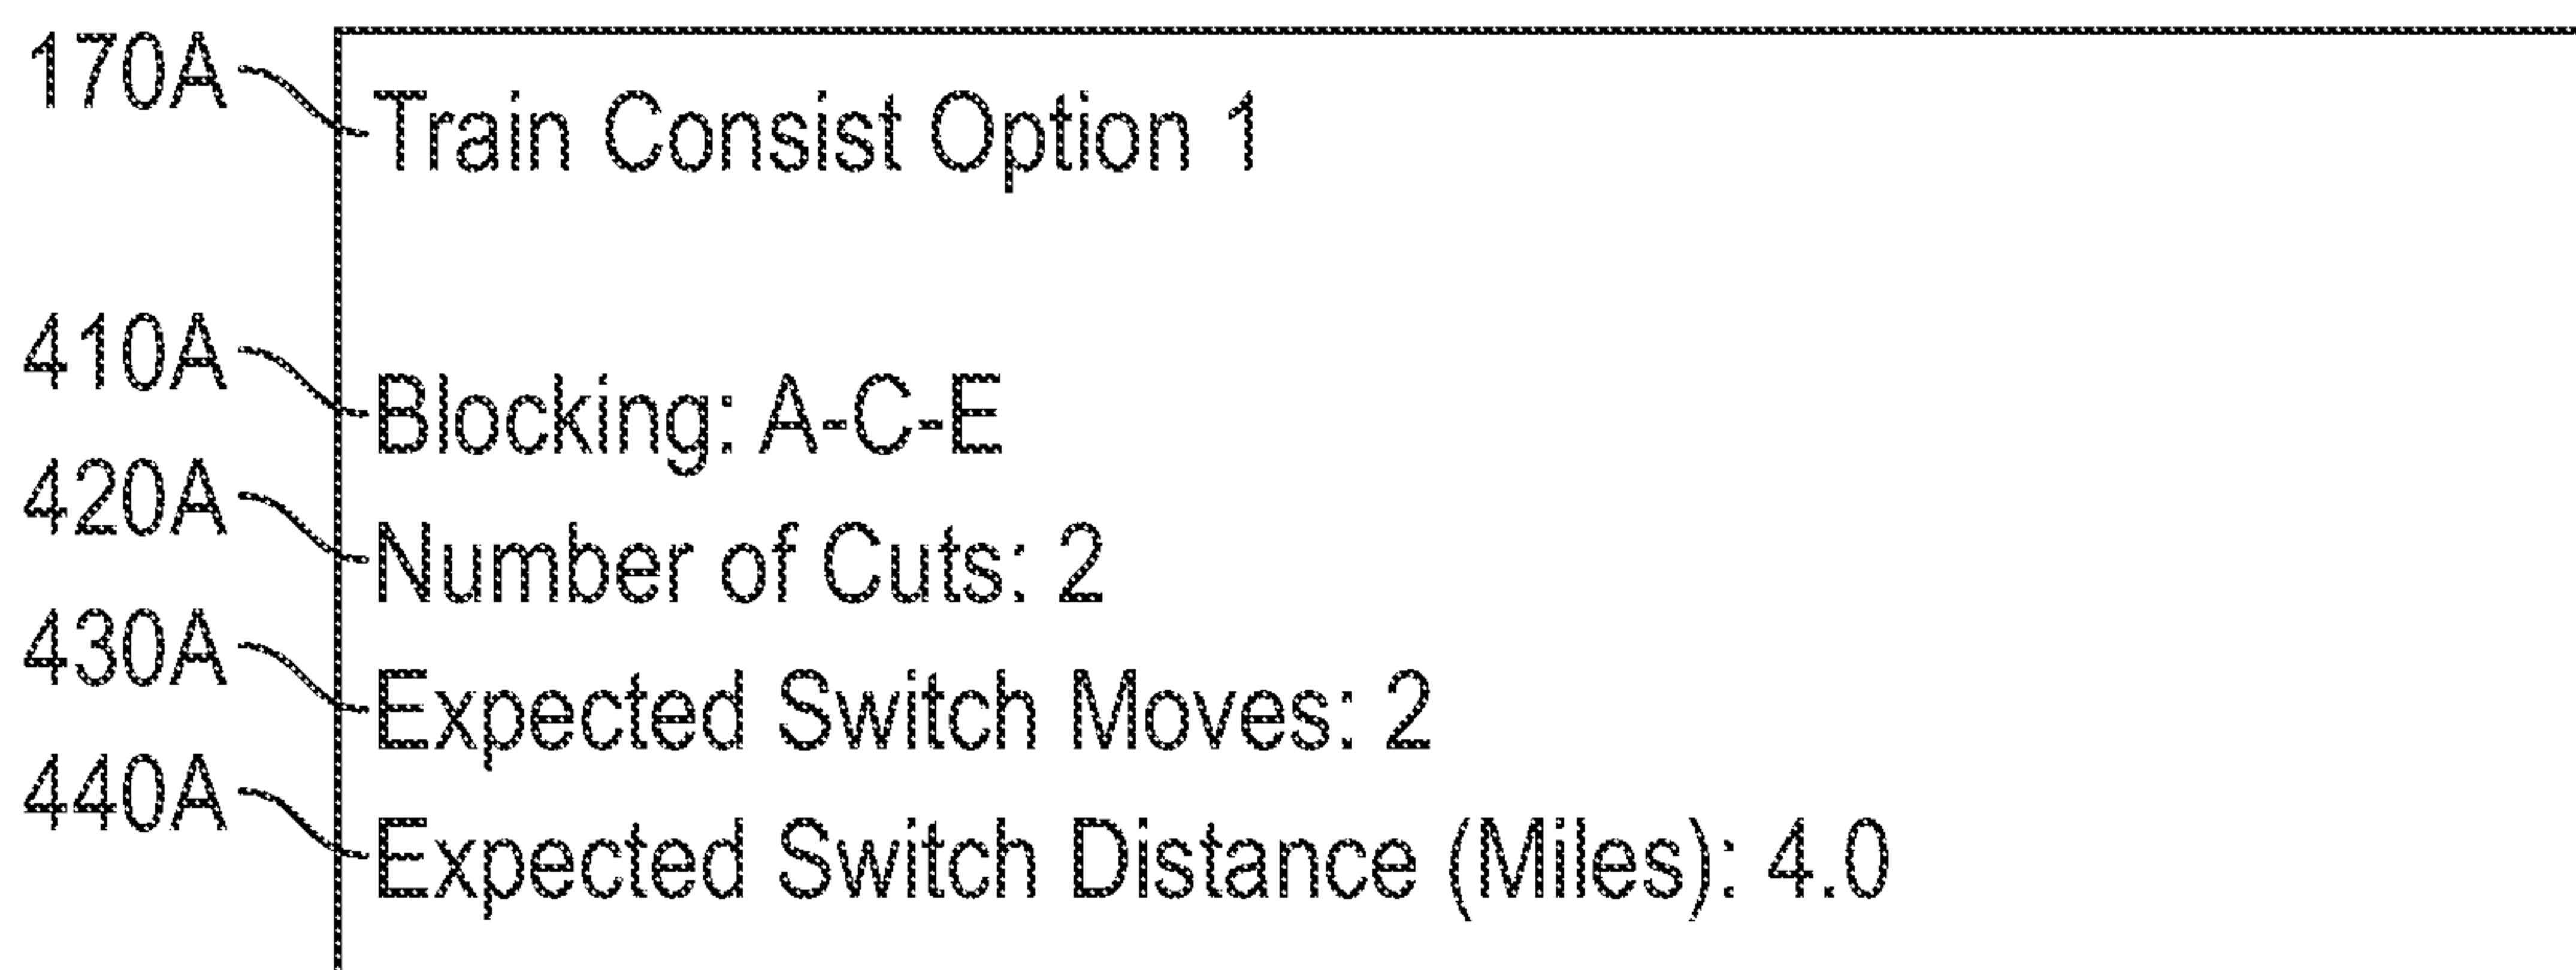 170A Train Consist Option 1
410A Blocking: A-C-E
420A Number of Cuts: 2
430A Expected Switch Moves: 2
440A Expected Switch Distance (Miles): 4.0